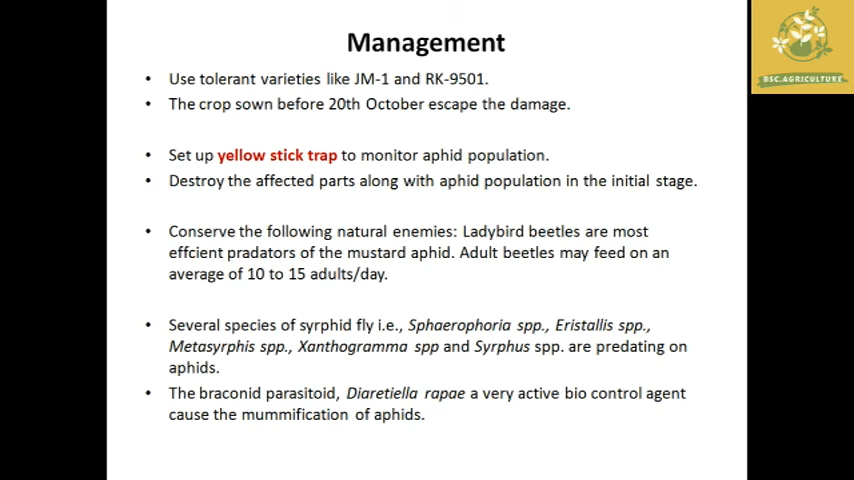 Management
BSC.AGRICULTURE
• Use tolerant varieties like JM-1 and RK-9501.
• The crop sown before 20th October escape the damage.
• Set up yellow stick trap to monitor aphid population.
• Destroy the affected parts along with aphid population in the initial stage.
• Conserve the following natural enemies: Ladybird beetles are most
effcient pradators of the mustard aphid. Adult beetles may feed on an
average of 10 to 15 adults/day.
• Several species of syrphid fly i.e., Sphaerophoria spp., Eristallis spp.,
Metasyrphis spp., Xanthogramma spp and Syrphus spp. are predating on
aphids.
• The braconid parasitoid, Diaretiella rapae a very active bio control agent
cause the mummification of aphids.